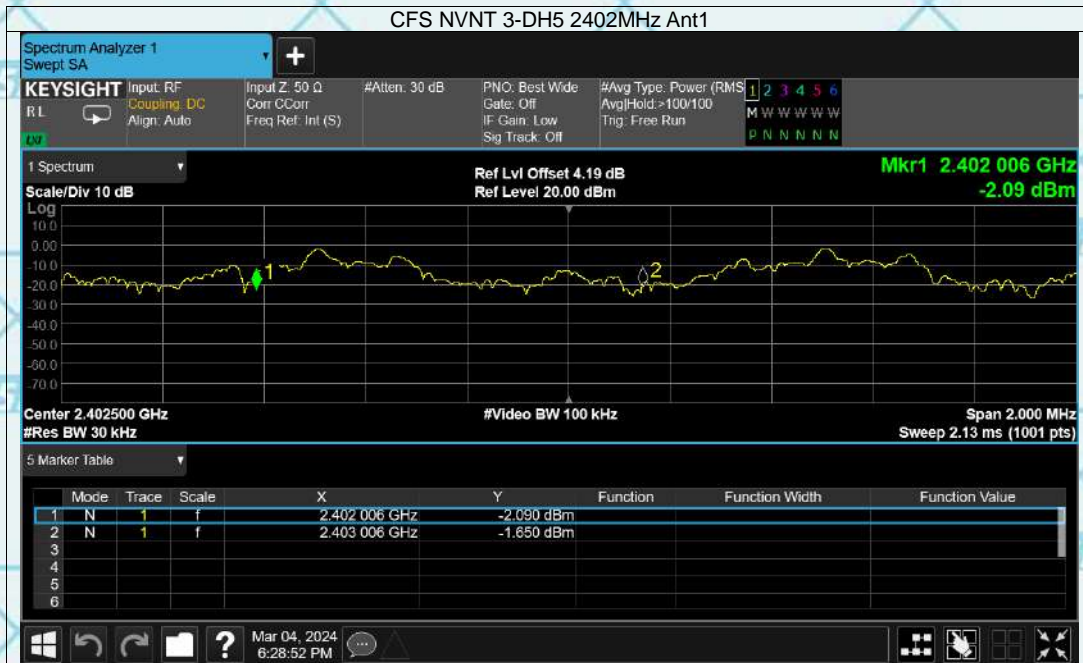 CFS NVNT 3-DH5 2402MHz Ant1
Spectrum Analyzer 1
Swept SA
+
KEYSIGHT
R L
LXI
Input: RF
Coupling: DC
Align: Auto
Input Z: 50 Ω
Corr CCorr
Freq Ref: Int (S)
#Atten: 30 dB
PNO: Best Wide
Gate: Off
IF Gain: Low
Sig Track: Off
#Avg Type: Power (RMS
Avg|Hold:>100/100
Trig: Free Run
1 2 3 4 5 6
M W W W W W
P N N N N N
1 Spectrum
Scale/Div 10 dB
Ref Lvl Offset 4.19 dB
Ref Level 20.00 dBm
Mkr1 2.402 006 GHz
-2.09 dBm
Log
10.0
0.00
-10.0
-20.0
-30.0
-40.0
-50.0
-60.0
-70.0
1
2
Center 2.402500 GHz
#Res BW 30 kHz
#Video BW 100 kHz
Span 2.000 MHz
Sweep 2.13 ms (1001 pts)
5 Marker Table
Mode Trace Scale X Y Function Function Width Function Value
1 N 1 f 2.402 006 GHz -2.090 dBm
2 N 1 f 2.403 006 GHz -1.650 dBm
3
4
5
6
?
Mar 04, 2024
6:28:52 PM